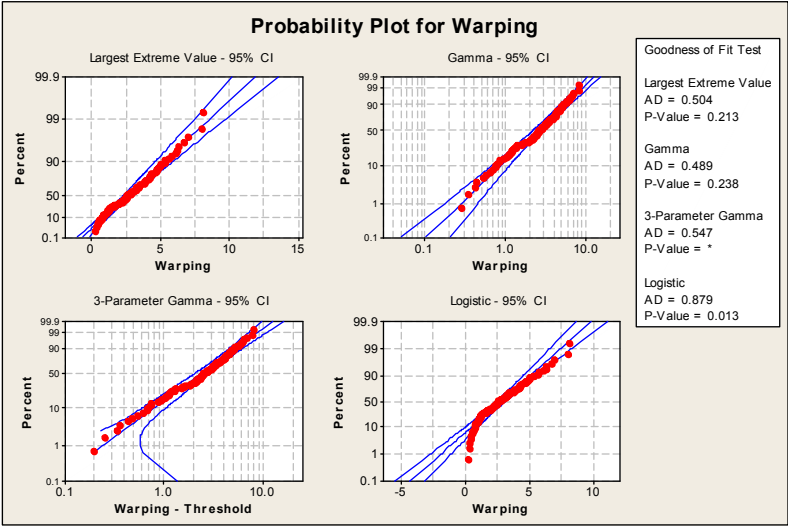 Probability Plot for Warping
Largest Extreme Value - 95% CI
Percent
99.9
99
90
50
10
0.1
0
5
10
15
Warping
Gamma - 95% CI
Percent
99.9
90
50
10
1
0.1
0.1
1.0
10.0
Warping
3-Parameter Gamma - 95% CI
Percent
99.9
99
90
50
10
1
0.1
0.1
1.0
10.0
Warping - Threshold
Logistic - 95% CI
Percent
99.9
99
90
50
10
1
0.1
-5
0
5
10
Warping
Goodness of Fit Test
Largest Extreme Value
AD = 0.504
P-Value = 0.213
Gamma
AD = 0.489
P-Value = 0.238
3-Parameter Gamma
AD = 0.547
P-Value = *
Logistic
AD = 0.879
P-Value = 0.013